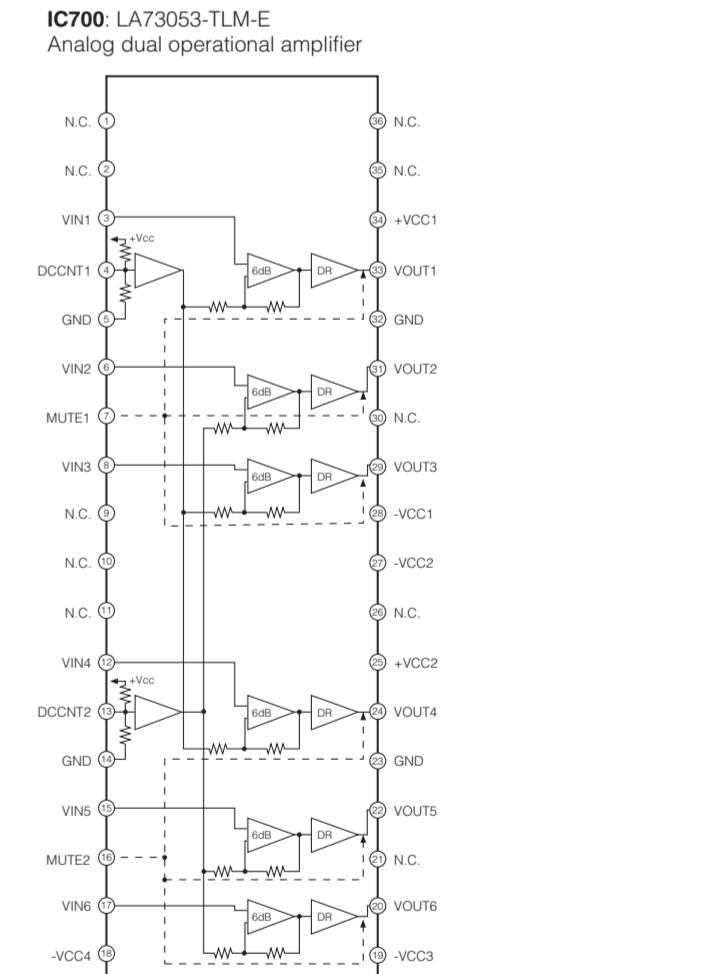 IC700: LA73053-TLM-E
Analog dual operational amplifier
N.C. 1 36 N.C.
N.C. 2 35 N.C.
VIN1 3 34 +VCC1
+Vcc
DCCNT1 4 6dB DR 33 VOUT1
GND 5 32 GND
VIN2 6 31 VOUT2
6dB DR
MUTE1 7 30 N.C.
VIN3 8 29 VOUT3
6dB DR
N.C. 9 28 -VCC1
N.C. 10 27 -VCC2
N.C. 11 26 N.C.
VIN4 12 25 +VCC2
+Vcc
DCCNT2 13 6dB DR 24 VOUT4
GND 14 23 GND
VIN5 15 22 VOUT5
6dB DR
MUTE2 16 21 N.C.
VIN6 17 20 VOUT6
6dB DR
-VCC4 18 19 -VCC3